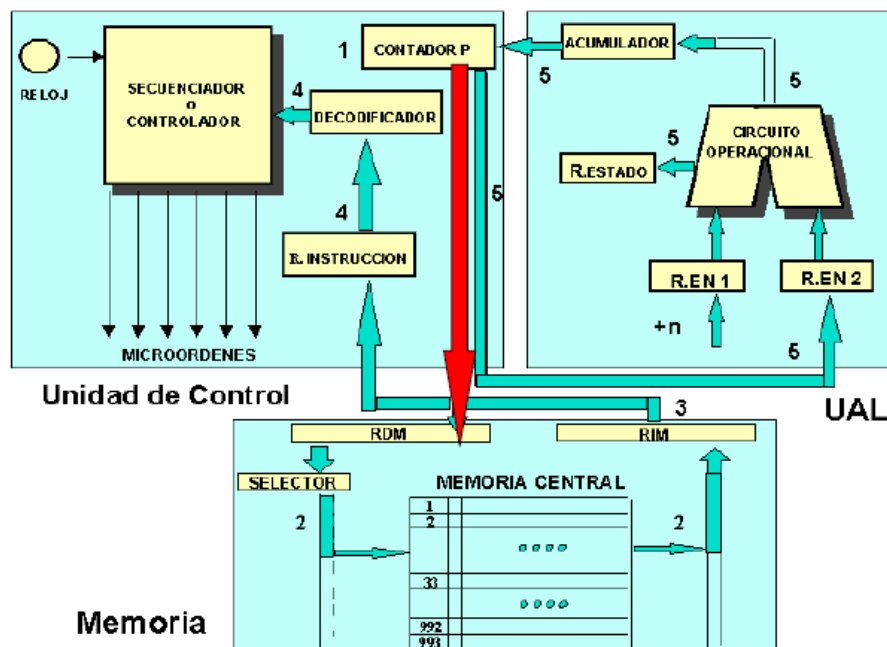 RELOJ
SECUENCIADOR
o
CONTROLADOR
1
CONTADOR P
4
DECODIFICADOR
4
R.INSTRUCCION
5
MICROORDENES
Unidad de Control
5
ACUMULADOR
5
CIRCUITO
OPERACIONAL
5
R.ESTADO
R.EN 1
R.EN 2
+n
5
UAL
3
RDM
RIM
SELECTOR
2
MEMORIA CENTRAL
1
2
33
992
993
2
Memoria